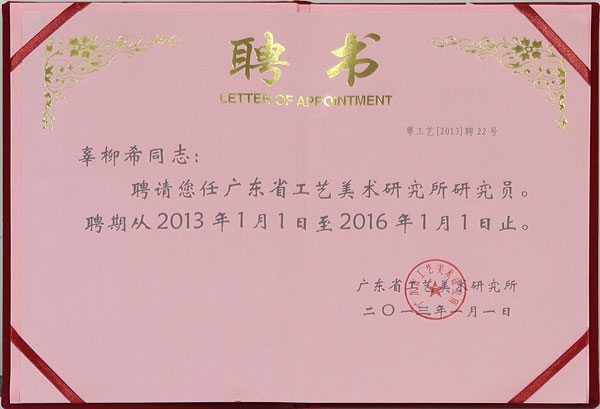 聘书
LETTER OF APPOINTMENT
粤工艺[2013]聘22号
辜柳希同志：
聘请您任广东省工艺美术研究所研究员。
聘期从2013年1月1日至2016年1月1日止。
广东省工艺美术研究所
二〇一三年一月一日